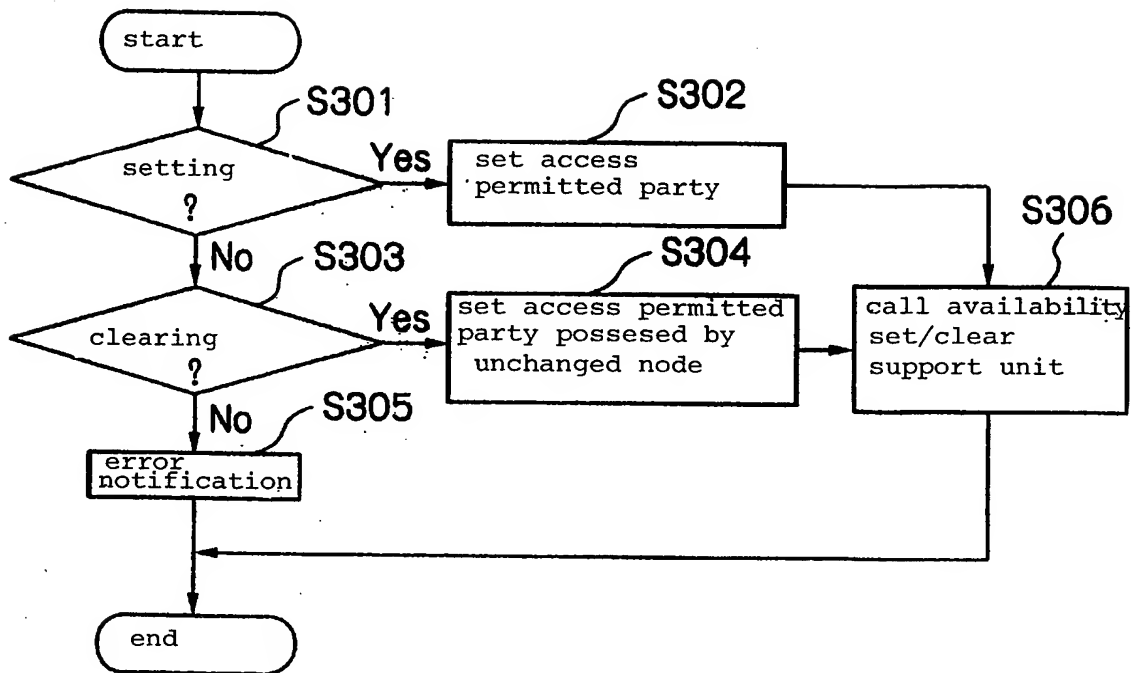 start
S301
setting
?
Yes
S302
set access
permitted party
No
S303
clearing
?
Yes
S304
set access permitted
party possesed by
unchanged node
S306
call availability
set/clear
support unit
No
S305
error
notification
end